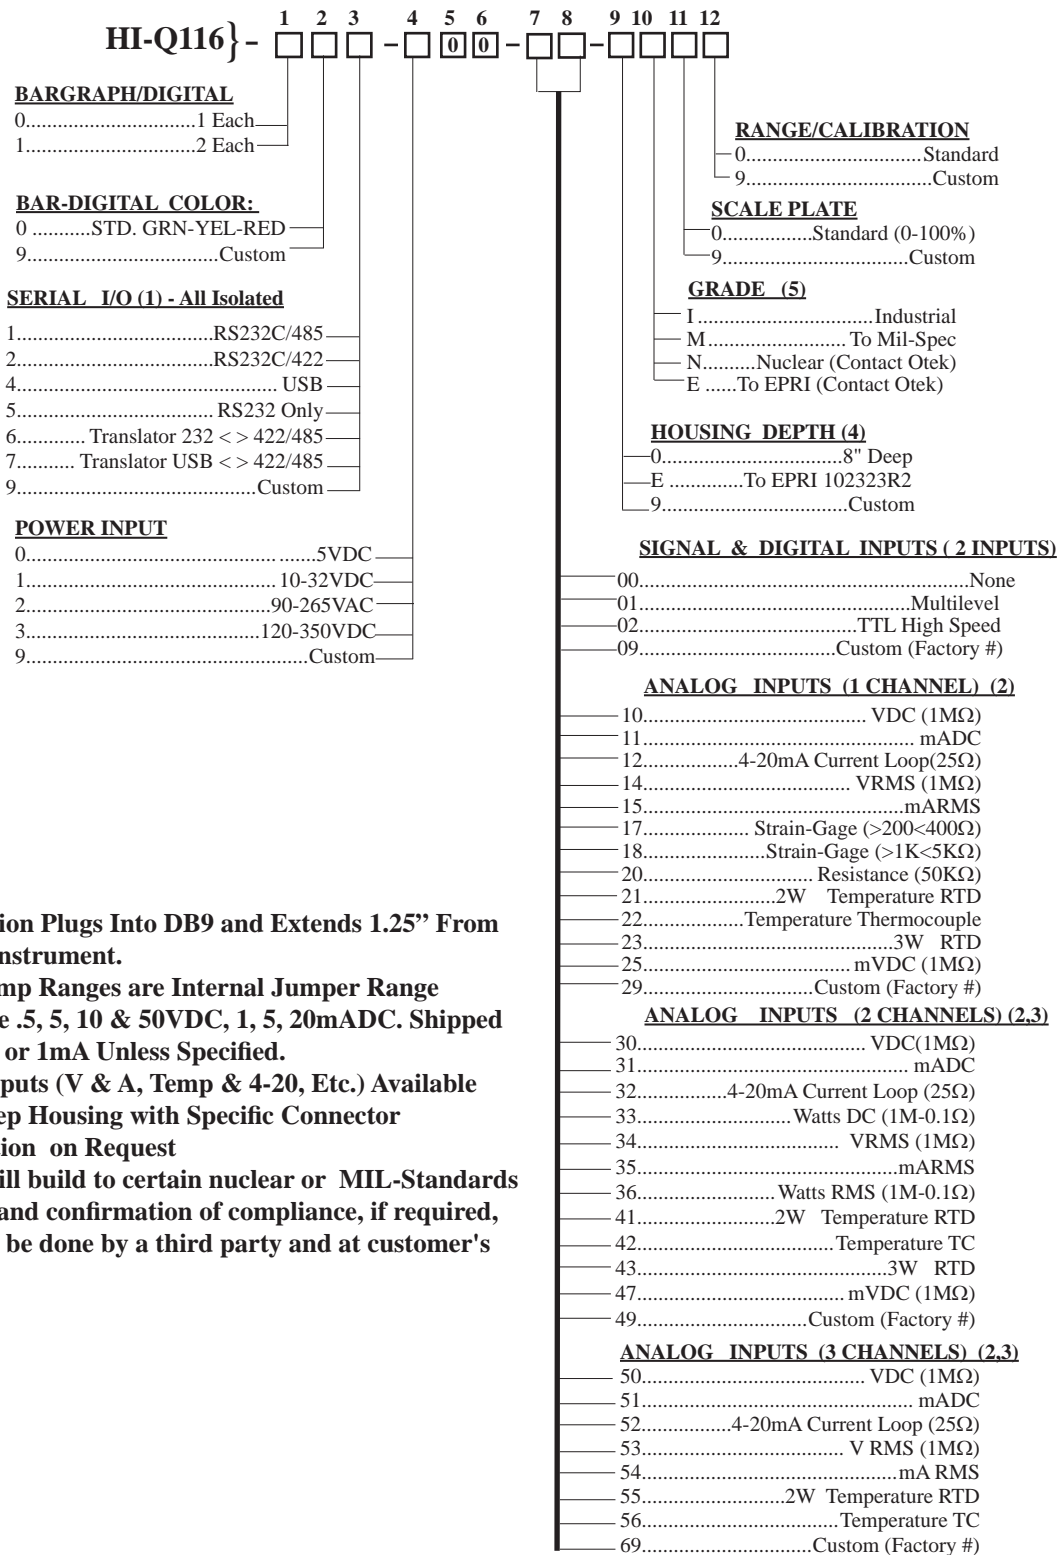 1 2 3 4 5 6 7 8 9 10 11 12
HI-Q116} - - 0 0 - -
BARGRAPH/DIGITAL
0................................1 Each
1................................2 Each
BAR-DIGITAL COLOR:
0 ...........STD. GRN-YEL-RED
9....................................Custom
SERIAL I/O (1) - All Isolated
1.....................................RS232C/485
2.....................................RS232C/422
4................................................. USB
5..................................... RS232 Only
6............. Translator 232 < > 422/485
7........... Translator USB < > 422/485
9.............................................Custom
POWER INPUT
0.......................................................5VDC
1............................................... 10-32VDC
2..............................................90-265VAC
3............................................120-350VDC
9.....................................................Custom
RANGE/CALIBRATION
0.................................Standard
9...................................Custom
SCALE PLATE
0.................Standard (0-100%)
9....................................Custom
GRADE (5)
I .................................Industrial
M.......................... To Mil-Spec
N..........Nuclear (Contact Otek)
E ......To EPRI (Contact Otek)
HOUSING DEPTH (4)
0..................................8" Deep
E ..............To EPRI 102323R2
9...................................Custom
SIGNAL & DIGITAL INPUTS ( 2 INPUTS)
00..............................................................None
01...................................................Multilevel
02.........................................TTL High Speed
09.....................................Custom (Factory #)
ANALOG INPUTS (1 CHANNEL) (2)
10.......................................... VDC (1MΩ)
11................................................... mADC
12..................4-20mA Current Loop(25Ω)
14....................................... VRMS (1MΩ)
15.................................................mARMS
17.................... Strain-Gage (>200<400Ω)
18.......................Strain-Gage (>1K<5KΩ)
20................................ Resistance (50KΩ)
21.........................2W Temperature RTD
22...................Temperature Thermocouple
23...............................................3W RTD
25....................................... mVDC (1MΩ)
29................................Custom (Factory #)
ANALOG INPUTS (2 CHANNELS) (2,3)
30.......................................... VDC(1MΩ)
31.................................................. mADC
32................4-20mA Current Loop (25Ω)
33.............................Watts DC (1M-0.1Ω)
34..................................... VRMS (1MΩ)
35.................................................mARMS
36.......................... Watts RMS (1M-0.1Ω)
41..........................2W Temperature RTD
42.....................................Temperature TC
43...............................................3W RTD
47....................................... mVDC (1MΩ)
49................................Custom (Factory #)
ANALOG INPUTS (3 CHANNELS) (2,3)
50.......................................... VDC (1MΩ)
51................................................... mADC
52.................4-20mA Current Loop (25Ω)
53...................................... V RMS (1MΩ)
54................................................mA RMS
55...........................2W Temperature RTD
56.....................................Temperature TC
69................................Custom (Factory #)
ion Plugs Into DB9 and Extends 1.25” From
nstrument.
mp Ranges are Internal Jumper Range
e .5, 5, 10 & 50VDC, 1, 5, 20mADC. Shipped
or 1mA Unless Specified.
puts (V & A, Temp & 4-20, Etc.) Available
ep Housing with Specific Connector
tion on Request
ill build to certain nuclear or MIL-Standards
and confirmation of compliance, if required,
be done by a third party and at customer's